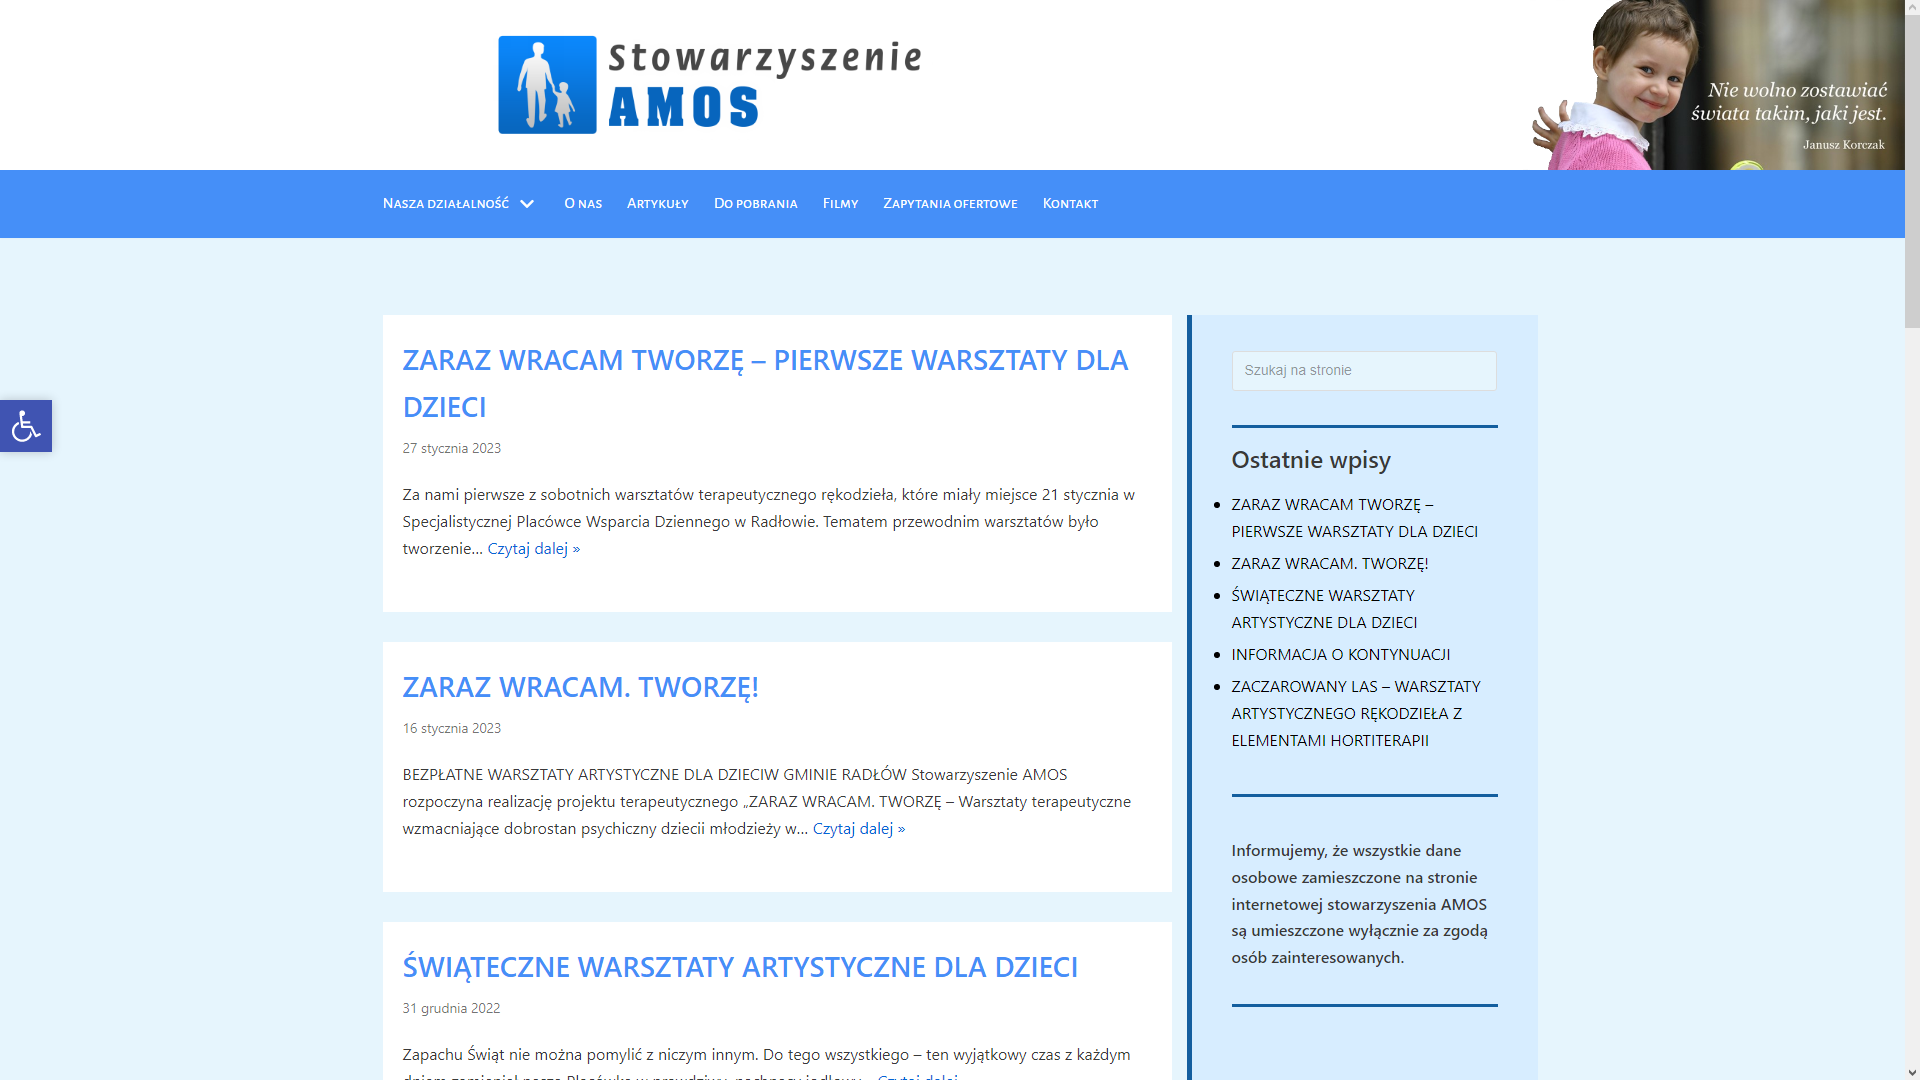 Stowarzyszenie
AMOS
Nie wolno zostawiać
świata takim, jaki jest.
Janusz Korczak
Nasza działalność
O nas
Artykuły
Do pobrania
Filmy
Zapytania ofertowe
Kontakt
ZARAZ WRACAM TWORZĘ – PIERWSZE WARSZTATY DLA
DZIECI
27 stycznia 2023
Za nami pierwsze z sobotnich warsztatów terapeutycznego rękodzieła, które miały miejsce 21 stycznia w
Specjalistycznej Placówce Wsparcia Dziennego w Radłowie. Tematem przewodnim warsztatów było
tworzenie… Czytaj dalej »
ZARAZ WRACAM. TWORZĘ!
16 stycznia 2023
BEZPŁATNE WARSZTATY ARTYSTYCZNE DLA DZIECIW GMINIE RADŁÓW Stowarzyszenie AMOS
rozpoczyna realizację projektu terapeutycznego „ZARAZ WRACAM. TWORZĘ – Warsztaty terapeutyczne
wzmacniające dobrostan psychiczny dziecii młodzieży w… Czytaj dalej »
ŚWIĄTECZNE WARSZTATY ARTYSTYCZNE DLA DZIECI
31 grudnia 2022
Zapachu Świąt nie można pomylić z niczym innym. Do tego wszystkiego – ten wyjątkowy czas z każdym
Szukaj na stronie
Ostatnie wpisy
ZARAZ WRACAM TWORZĘ –
PIERWSZE WARSZTATY DLA DZIECI
ZARAZ WRACAM. TWORZĘ!
ŚWIĄTECZNE WARSZTATY
ARTYSTYCZNE DLA DZIECI
INFORMACJA O KONTYNUACJI
ZACZAROWANY LAS – WARSZTATY
ARTYSTYCZNEGO RĘKODZIEŁA Z
ELEMENTAMI HORTITERAPII
Informujemy, że wszystkie dane
osobowe zamieszczone na stronie
internetowej stowarzyszenia AMOS
są umieszczone wyłącznie za zgodą
osób zainteresowanych.